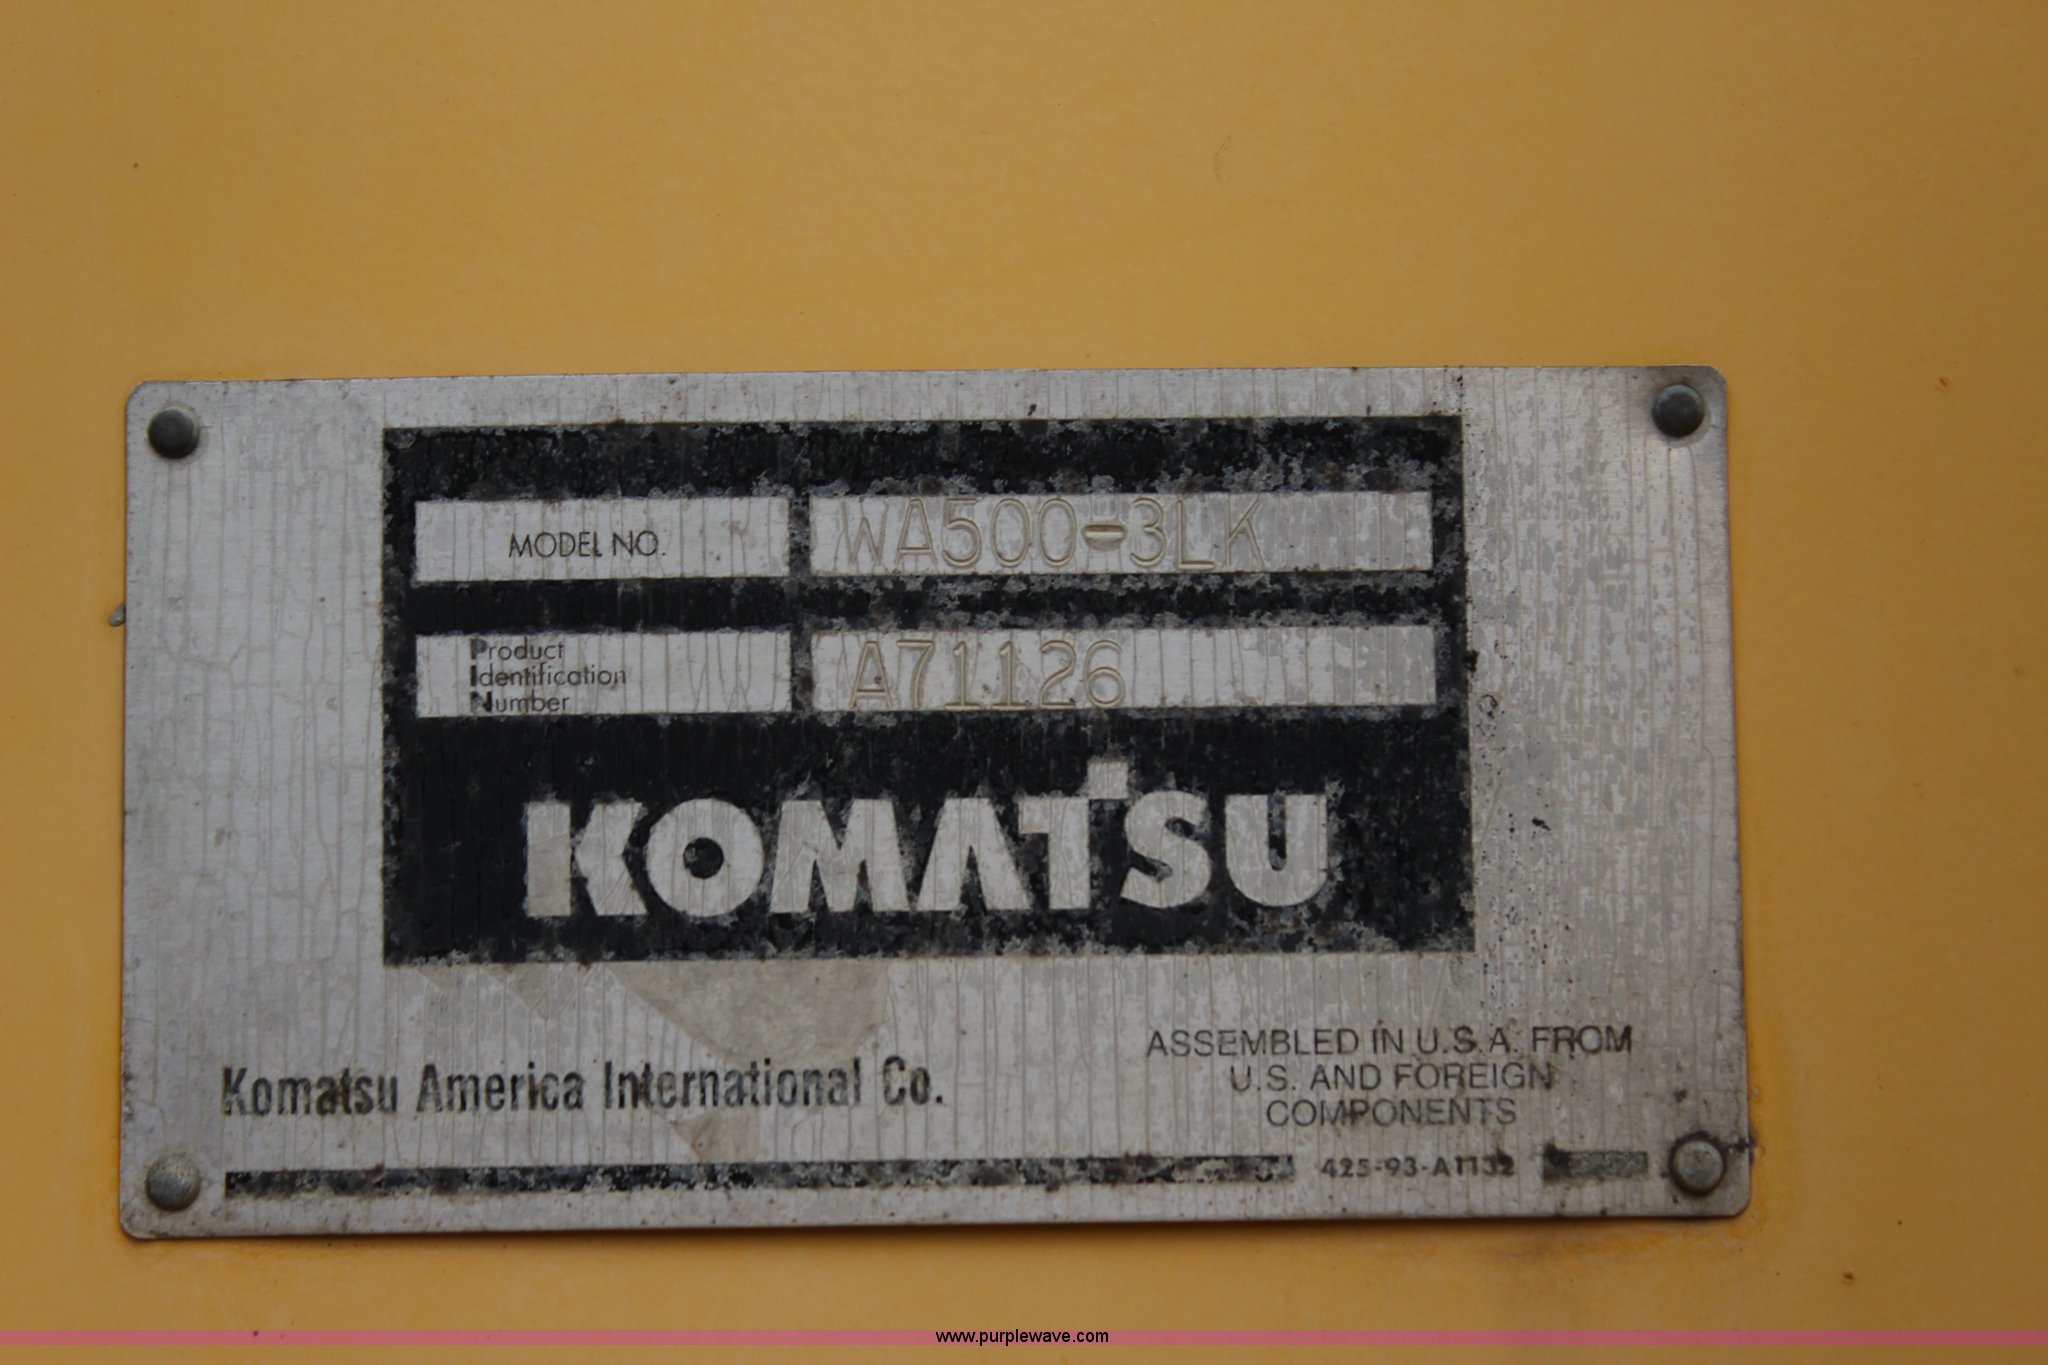 MODEL NO. WA500-3LK
Product
Identification
Number
A71126
KOMATSU
Komatsu America International Co.
ASSEMBLED IN U.S.A. FROM
U.S. AND FOREIGN
COMPONENTS
425-93-A1132
www.purplewave.com